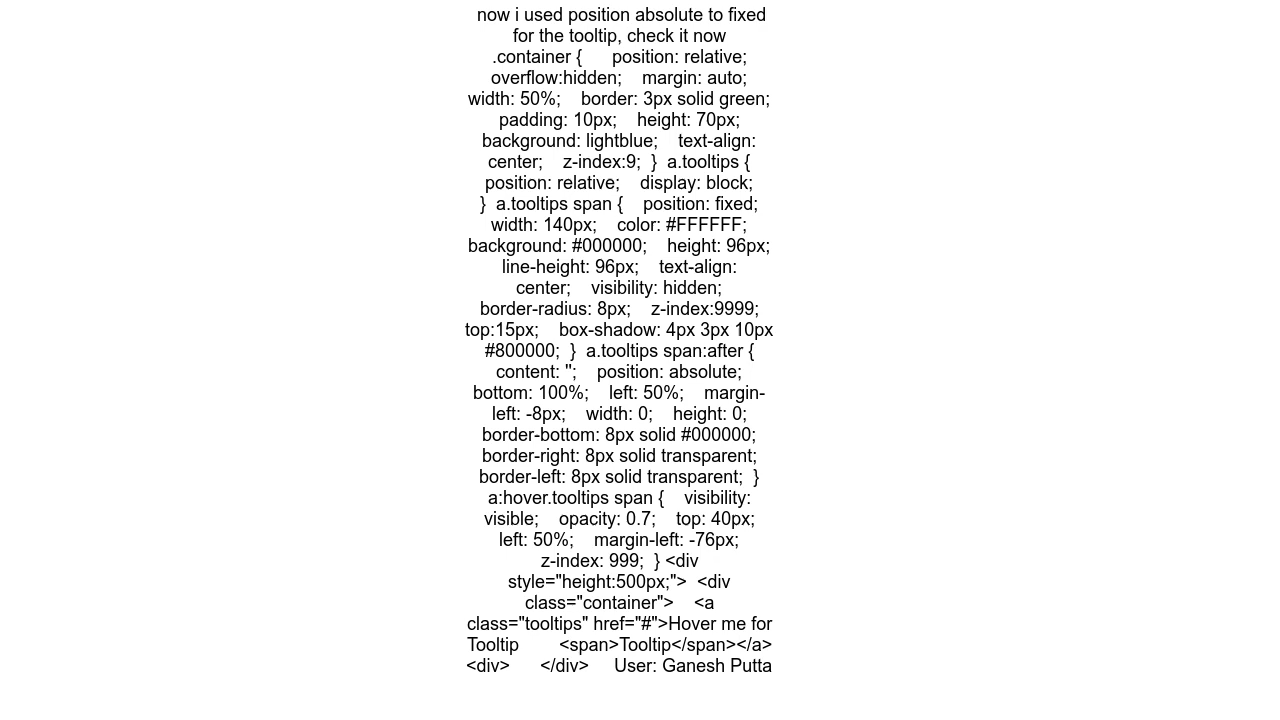 now i used position absolute to fixed
for the tooltip, check it now
.container {      position: relative;
overflow:hidden;    margin: auto;
width: 50%;    border: 3px solid green;
padding: 10px;    height: 70px;
background: lightblue;    text-align:
center;    z-index:9;  }  a.tooltips {
position: relative;    display: block;
}  a.tooltips span {    position: fixed;
width: 140px;    color: #FFFFFF;
background: #000000;    height: 96px;
line-height: 96px;    text-align:
center;    visibility: hidden;
border-radius: 8px;    z-index:9999;
top:15px;    box-shadow: 4px 3px 10px
#800000;  }  a.tooltips span:after {
content: '';    position: absolute;
bottom: 100%;    left: 50%;    margin-
left: -8px;    width: 0;    height: 0;
border-bottom: 8px solid #000000;
border-right: 8px solid transparent;
border-left: 8px solid transparent;  }
a:hover.tooltips span {    visibility:
visible;    opacity: 0.7;    top: 40px;
left: 50%;    margin-left: -76px;
z-index: 999;  } <div
style="height:500px;">  <div
class="container">    <a
class="tooltips" href="#">Hover me for
Tooltip        <span>Tooltip</span></a>
<div>      </div>     User: Ganesh Putta